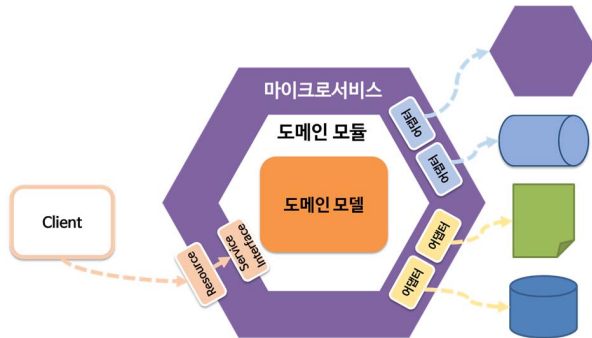 마이크로서비스
도메인 모듈
어댑터
어댑터
도메인 모델
Client
Service
Interface
Resource
어댑터
어댑터